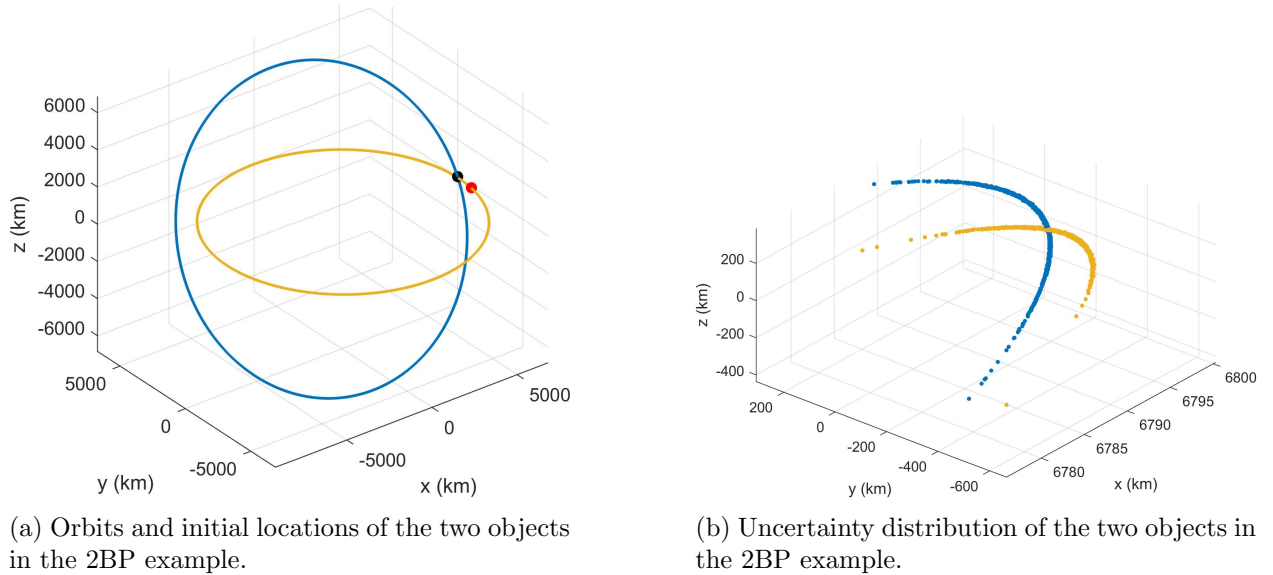 6000
4000
2000
0
-2000
-4000
-6000
z (km)
5000
0
-5000
y (km)
-5000
0
5000
x (km)
200
0
-200
-400
z (km)
200
0
-200
-400
-600
y (km)
6780
6785
6790
6795
6800
x (km)
(a) Orbits and initial locations of the two objects
in the 2BP example.
(b) Uncertainty distribution of the two objects in
the 2BP example.